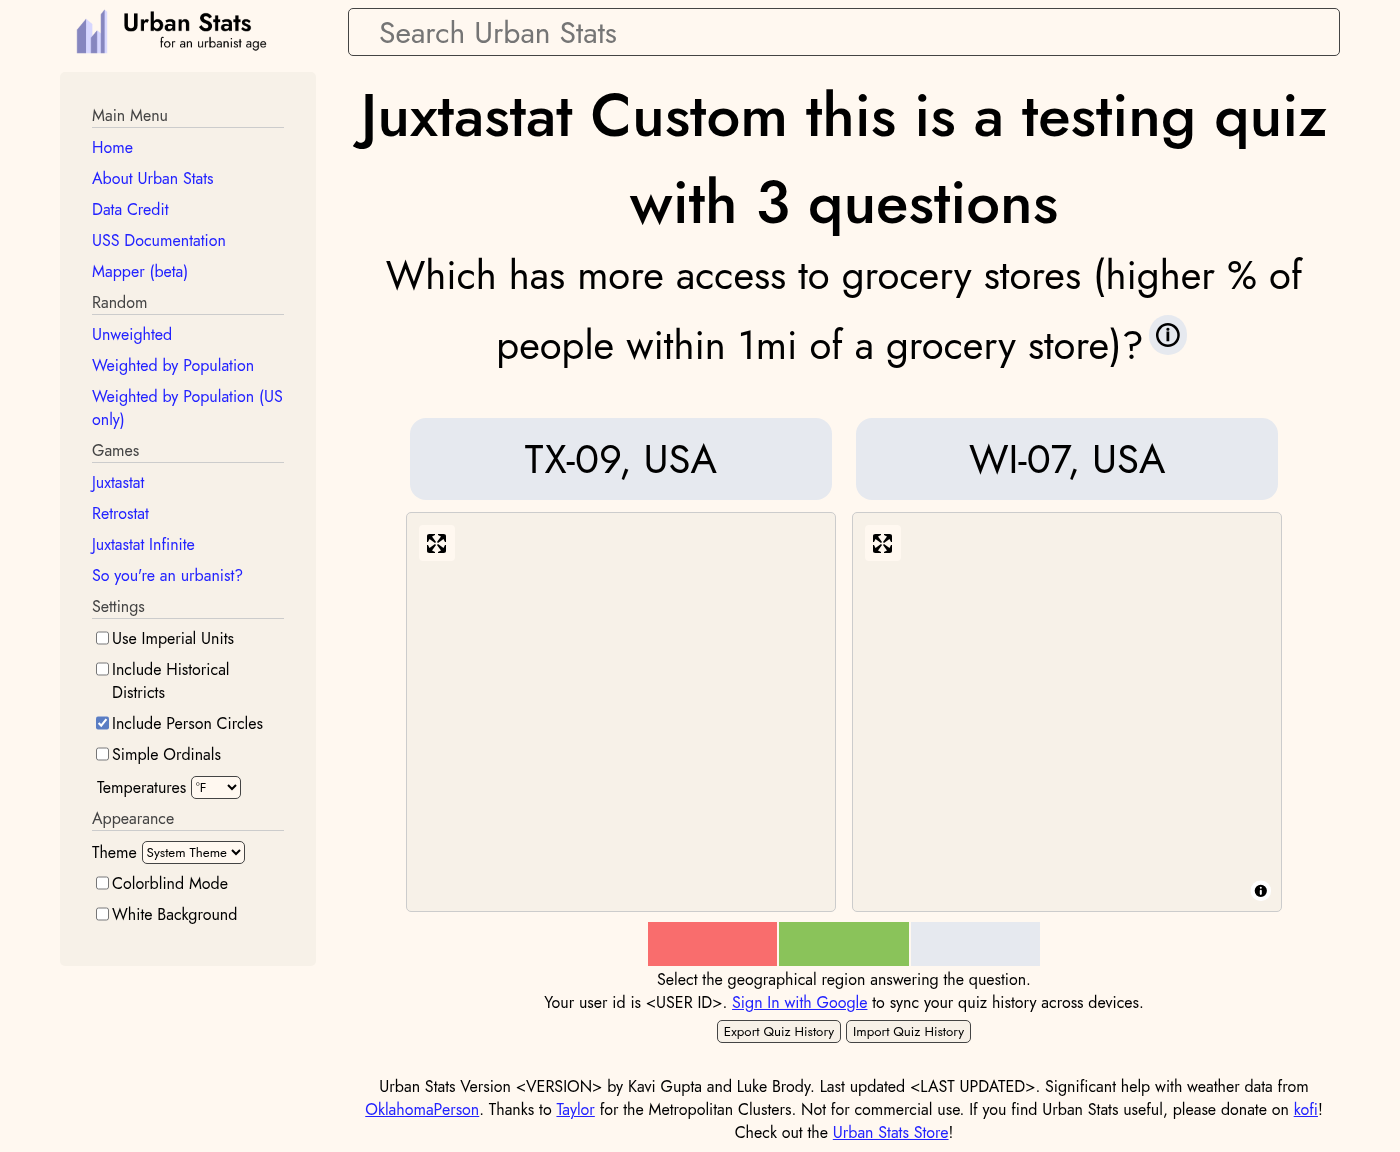 Urban Stats
for an urbanist age
Search Urban Stats
Main Menu
Home
About Urban Stats
Data Credit
USS Documentation
Mapper (beta)
Random
Unweighted
Weighted by Population
Weighted by Population (US
only)
Games
Juxtastat
Retrostat
Juxtastat Infinite
So you're an urbanist?
Settings
Use Imperial Units
Include Historical
Districts
Include Person Circles
Simple Ordinals
Temperatures °F
Appearance
Theme System Theme
Colorblind Mode
White Background
Juxtastat Custom this is a testing quiz
with 3 questions
Which has more access to grocery stores (higher % of
people within 1mi of a grocery store)?
TX-09, USA
WI-07, USA
Select the geographical region answering the question.
Your user id is <USER ID>. Sign In with Google to sync your quiz history across devices.
Export Quiz History Import Quiz History
Urban Stats Version <VERSION> by Kavi Gupta and Luke Brody. Last updated <LAST UPDATED>. Significant help with weather data from
OklahomaPerson. Thanks to Taylor for the Metropolitan Clusters. Not for commercial use. If you find Urban Stats useful, please donate on kofi!
Check out the Urban Stats Store!